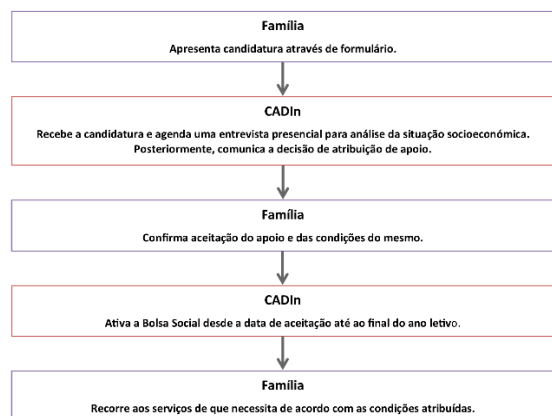 Família
Apresenta candidatura através de formulário.
CADIn
Recebe a candidatura e agenda uma entrevista presencial para análise da situação socioeconómica.
Posteriormente, comunica a decisão de atribuição de apoio.
Família
Confirma aceitação do apoio e das condições do mesmo.
CADIn
Ativa a Bolsa Social desde a data de aceitação até ao final do ano letivo.
Família
Recorre aos serviços de que necessita de acordo com as condições atribuídas.